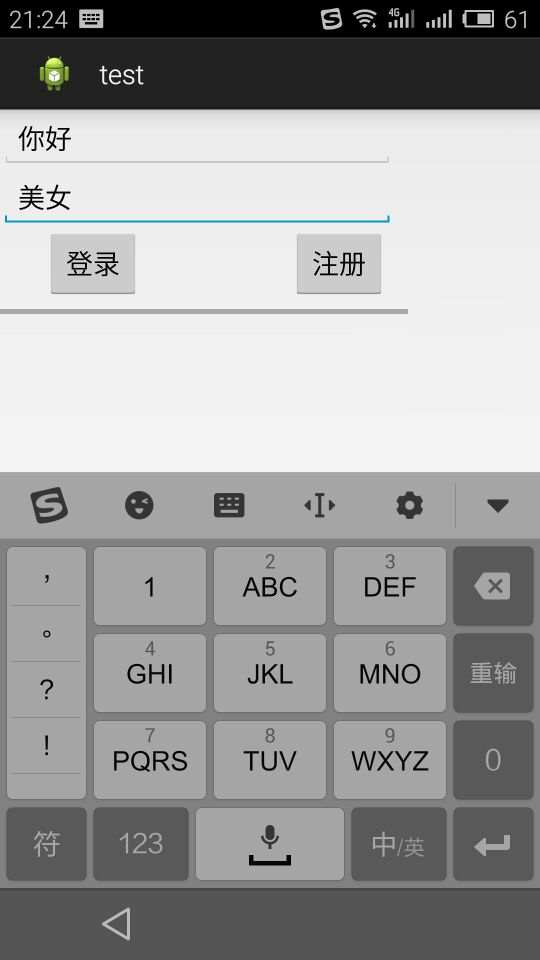 21:24 4G 61
test
你好
美女
登录 注册
, 1 2 ABC 3 DEF
。 4 GHI 5 JKL 6 MNO 重输
?
! 7 PQRS 8 TUV 9 WXYZ 0
符 123 中/英